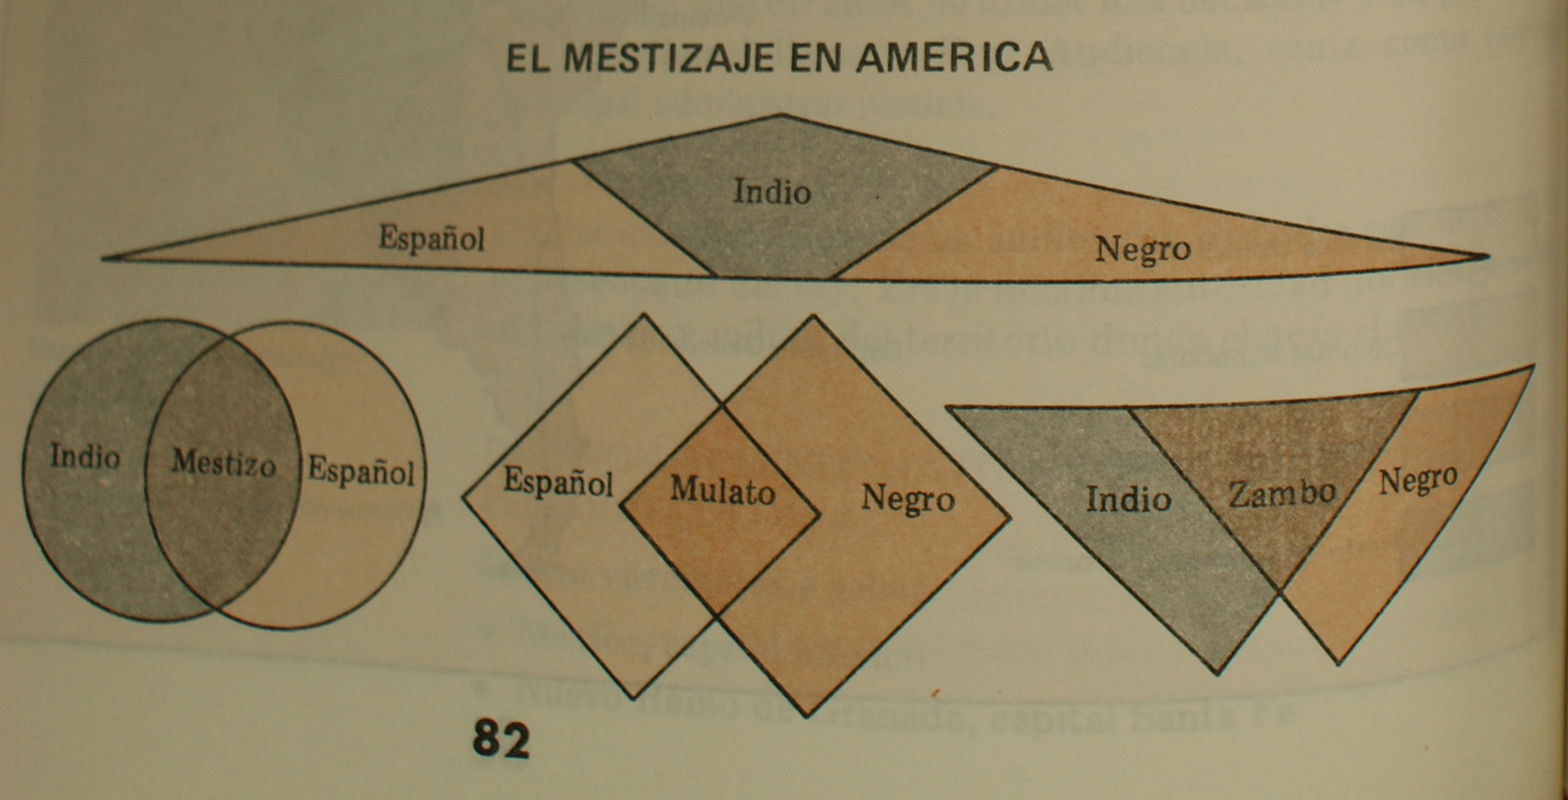 EL MESTIZAJE EN AMERICA
Indio
Español
Negro
Indio
Mestizo
Español
Español
Mulato
Negro
Indio
Zambo
Negro
82